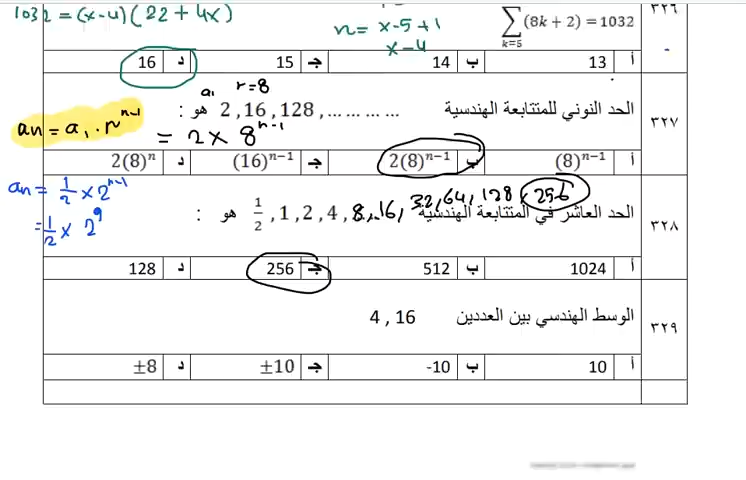 1032 = (x-4)(22+4x)
n = x-5+1
x-4
∑ (8k + 2) = 1032
k=5
٣٢٦
أ 13 ب 14 جـ 15 د 16
a₁ r=8
٣٢٧ الحد النوني للمتتابعة الهندسية 2 , 16 , 128 , ... ... ... ... هو :
an = a₁ . r^{n-1}
= 2 × 8^{n-1}
أ (8)^{n-1} ب 2(8)^{n-1} جـ (16)^{n-1} د 2(8)^n
an = 1/2 × 2^{n-1}
= 1/2 × 2^9
٣٢٨ الحد العاشر في المتتابعة الهندسية 1/2 , 1 , 2 , 4 , 8, 16, 32, 64, 128, 256 هو :
أ 1024 ب 512 جـ 256 د 128
٣٢٩ الوسط الهندسي بين العددين 4 , 16
أ 10 ب -10 جـ ±10 د ±8